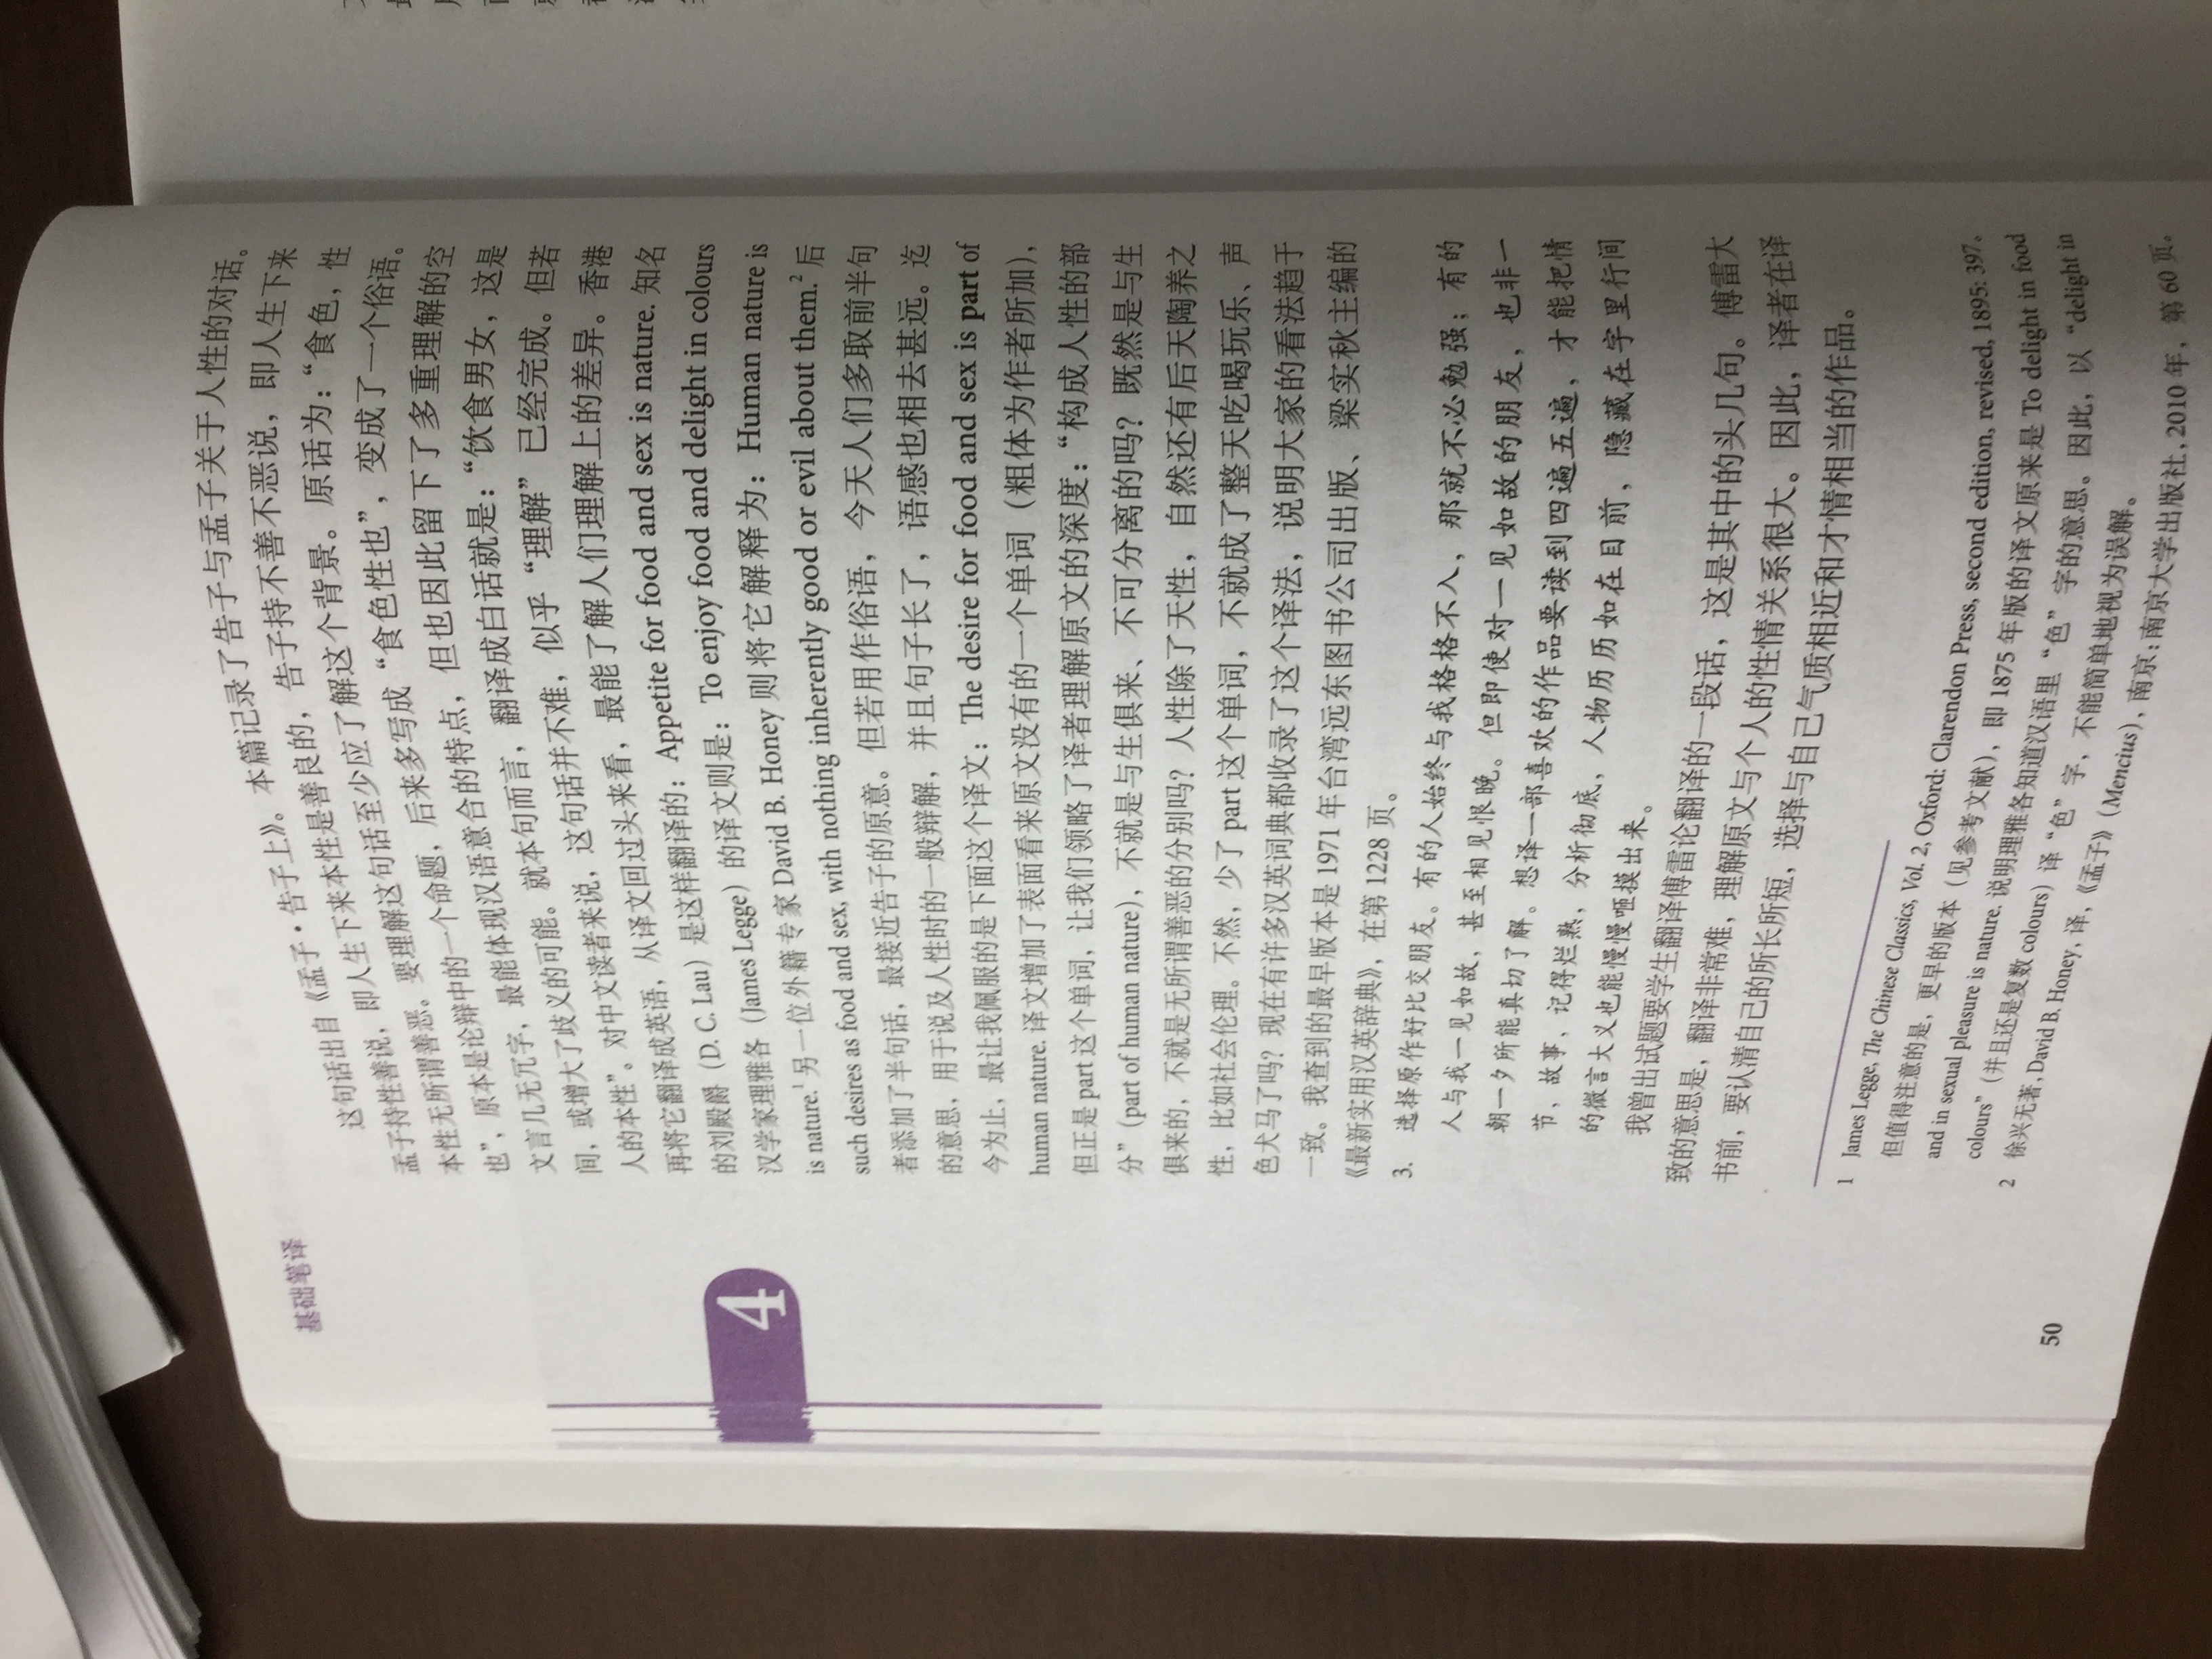 基础笔译
4
这句话出自《孟子·告子上》。本篇记录了告子与孟子关于人性的对话。
孟子持性善说，即人生下来本性是善良的，告子持不善不恶说，即人生下来
本性无所谓善恶。要理解这句话至少应了解这个背景。原话为：“食色，性
也”，原本是论辩中的一个命题，后来多写成“食色性也”，变成了一个俗语。
文言几无冗字，最能体现汉语意合的特点，但也因此留下了多重理解的空
间，或增大了歧义的可能。就本句而言，翻译成白话就是：“饮食男女，这是
人的本性”。对中文读者来说，这句话并不难，似乎“理解”已经完成。但若
再将它翻译成英语，从译文回过头来看，最能了解人们理解上的差异。香港
的刘殿爵（D. C. Lau）是这样翻译的：Appetite for food and sex is nature. 知名
汉学家理雅各（James Legge）的译文则是：To enjoy food and delight in colours
is nature.1 另一位外籍专家 David B. Honey 则将它解释为：Human nature is
such desires as food and sex, with nothing inherently good or evil about them.2 后
者添加了半句话，最接近告子的原意。但若用作俗语，今天人们多取前半句
的意思，用于说及人性时的一般辩解，并且句子长了，语感也相去甚远。迄
今为止，最让我佩服的是下面这个译文：The desire for food and sex is part of
human nature. 译文增加了表面看来原文没有的一个单词（粗体为作者所加），
但正是 part 这个单词，让我们领略了译者理解原文的深度：“构成人性的部
分”（part of human nature），不就是与生俱来、不可分离的吗？既然是与生
俱来的，不就是无所谓善恶的分别吗？人性除了天性，自然还有后天陶养之
性，比如社会伦理。不然，少了 part 这个单词，不就成了整天吃喝玩乐、声
色犬马了吗？现在有许多汉英词典都收录了这个译法，说明大家的看法趋于
一致。我查到的最早版本是 1971 年台湾远东图书公司出版、梁实秋主编的
《最新实用汉英辞典》，在第 1228 页。
3. 选择原作好比交朋友。有的人始终与我格格不入，那就不必勉强；有的
人与我一见如故，甚至相见恨晚。但即使对一见如故的朋友，也非一
朝一夕所能真切了解。想译一部喜欢的作品要读到四遍五遍，才能把情
节，故事，记得烂熟，分析彻底，人物历历如在目前，隐藏在字里行间
的微言大义也能慢慢咂摸出来。
我曾出试题要学生翻译傅雷论翻译的一段话，这是其中的头几句。傅雷大
致的意思是，翻译非常难，理解原文与个人的性情关系很大。因此，译者在译
书前，要认清自己的所长所短，选择与自己气质相近和才情相当的作品。
1 James Legge, The Chinese Classics, Vol. 2, Oxford: Clarendon Press, second edition, revised, 1895: 397。
但值得注意的是，更早的版本（见参考文献），即 1875 年版的译文原来是 To delight in food
and in sexual pleasure is nature. 说明理雅各知道汉语里“色”字的意思。因此，以“delight in
colours”（并且还是复数 colours）译“色”字，不能简单地视为误解。
2 徐兴无著，David B. Honey, 译，《孟子》（Mencius），南京：南京大学出版社，2010 年，第 60 页。
50